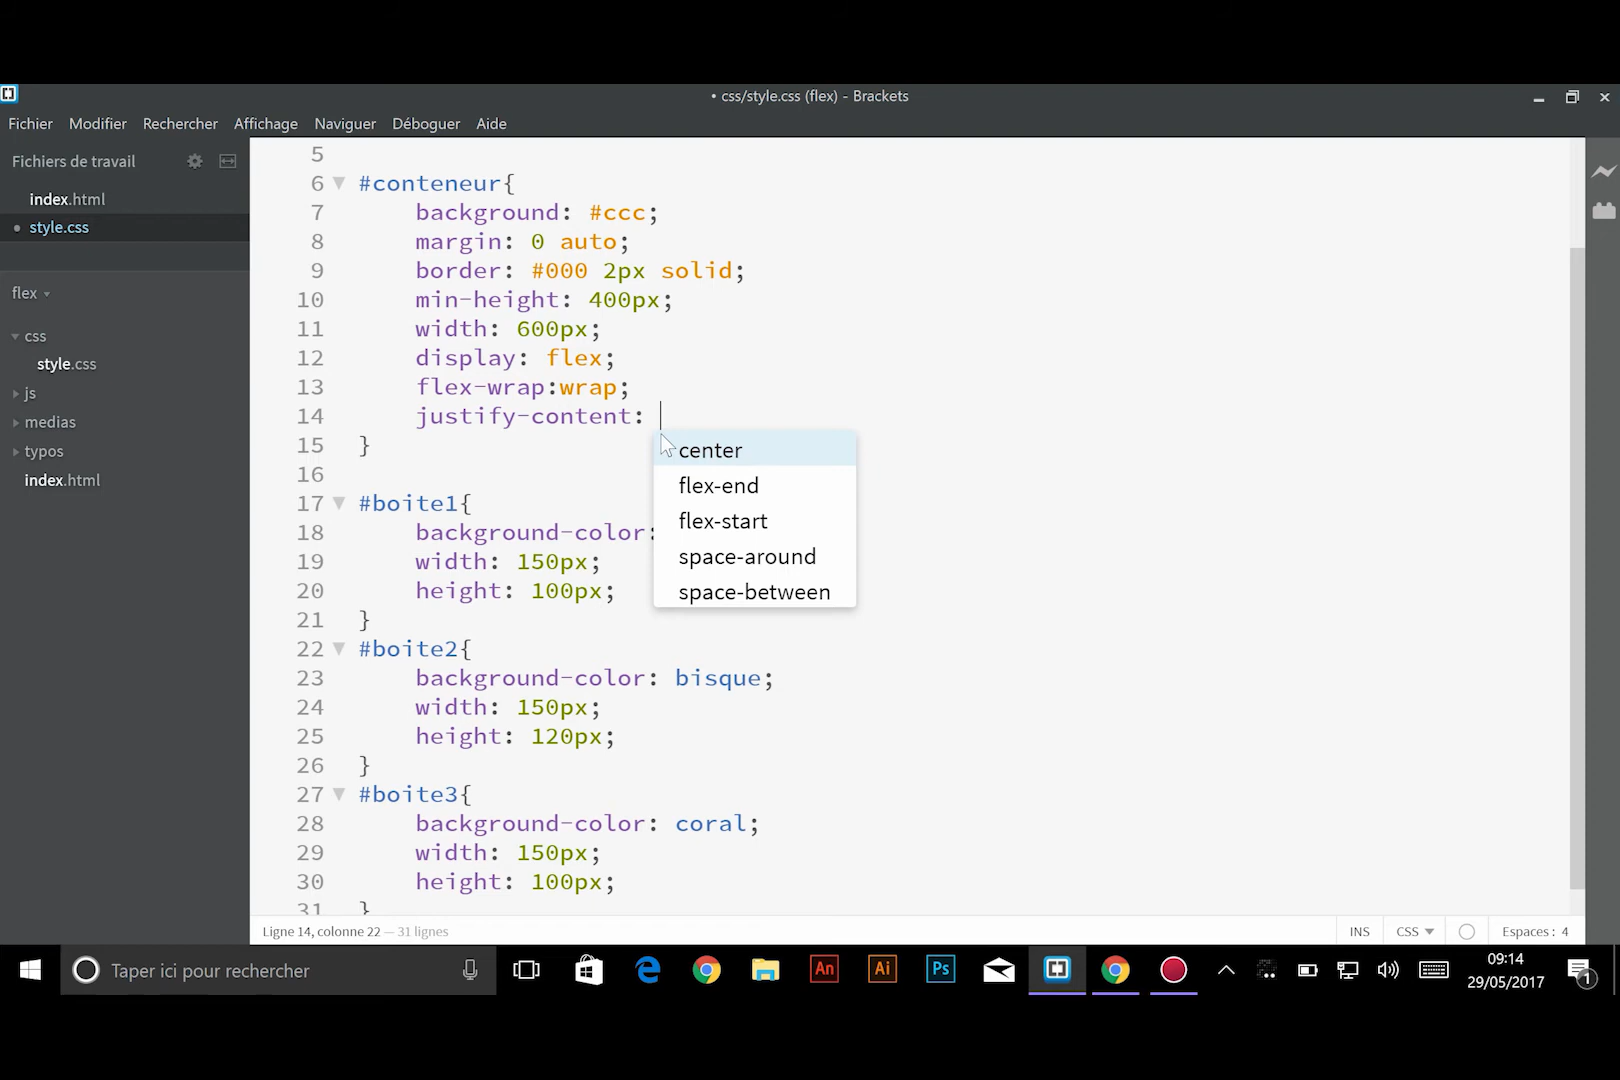 • css/style.css (flex) - Brackets
Fichier Modifier Rechercher Affichage Naviguer Déboguer Aide
Fichiers de travail
index.html
• style.css
flex
css
style.css
js
medias
typos
index.html
5
6 #conteneur{
7 background: #ccc;
8 margin: 0 auto;
9 border: #000 2px solid;
10 min-height: 400px;
11 width: 600px;
12 display: flex;
13 flex-wrap:wrap;
14 justify-content:
15 }
16
17 #boite1{
18 background-color:
19 width: 150px;
20 height: 100px;
21 }
22 #boite2{
23 background-color: bisque;
24 width: 150px;
25 height: 120px;
26 }
27 #boite3{
28 background-color: coral;
29 width: 150px;
30 height: 100px;
31 }
center
flex-end
flex-start
space-around
space-between
Ligne 14, colonne 22 — 31 lignes
INS CSS Espaces : 4
Taper ici pour rechercher
An Ai Ps
09:14
29/05/2017
1